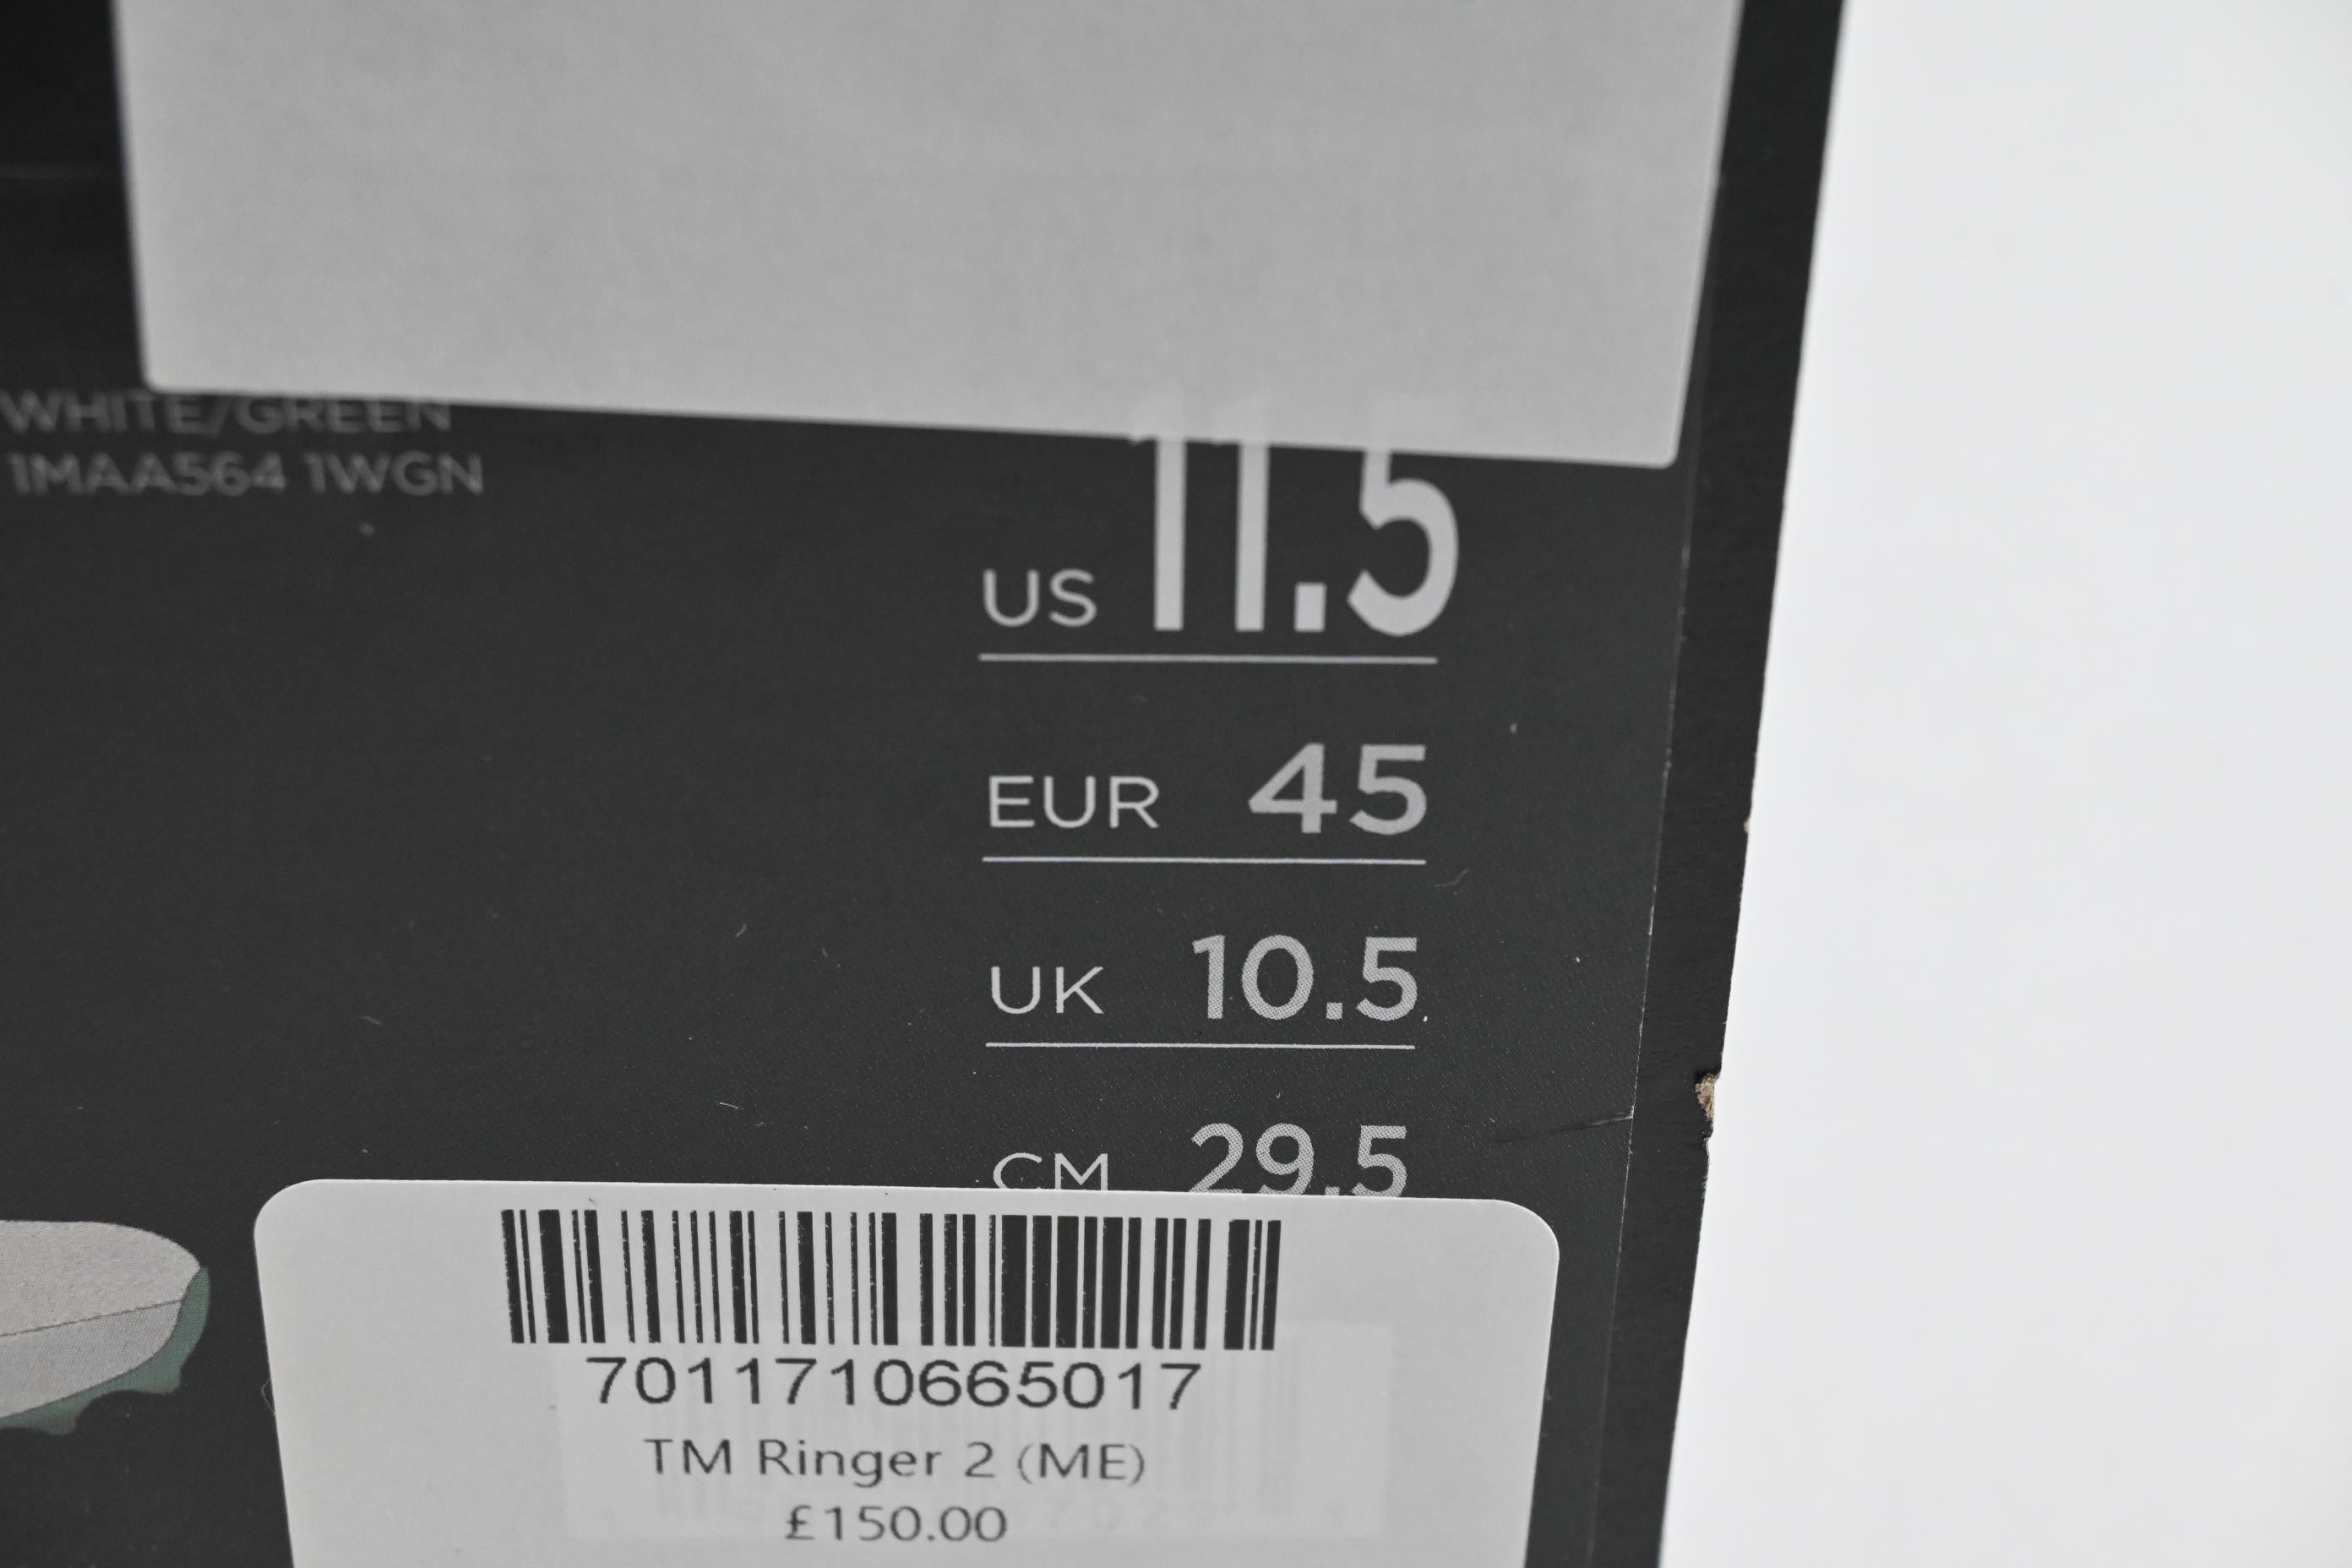 WHITE/GREEN
1MAA564 1WGN
US 11.5
EUR 45
UK 10.5
CM 29.5
7011710665017
TM Ringer 2 (ME)
£150.00